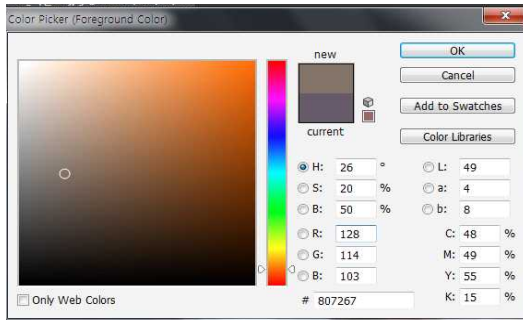 Color Picker (Foreground Color)
new
current
OK
Cancel
Add to Swatches
Color Libraries
H: 26 °
S: 20 %
B: 50 %
R: 128
G: 114
B: 103
# 807267
L: 49
a: 4
b: 8
C: 48 %
M: 49 %
Y: 55 %
K: 15 %
Only Web Colors